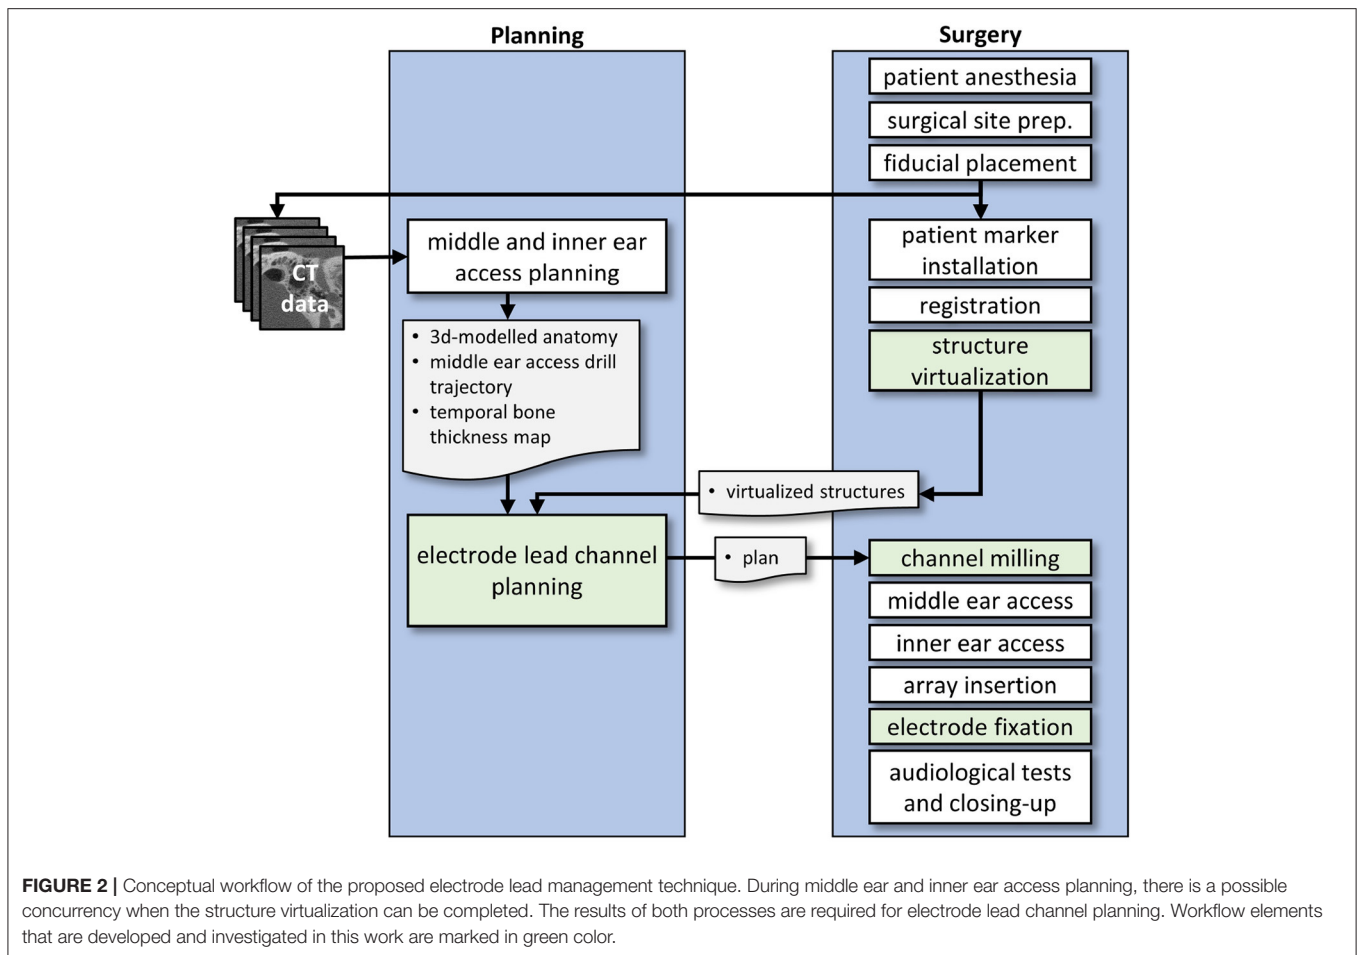 Planning
Surgery
patient anesthesia
surgical site prep.
fiducial placement
CT
data
middle and inner ear
access planning
patient marker
installation
registration
structure
virtualization
• 3d-modelled anatomy
• middle ear access drill
trajectory
• temporal bone
thickness map
• virtualized structures
electrode lead channel
planning
• plan
channel milling
middle ear access
inner ear access
array insertion
electrode fixation
audiological tests
and closing-up
FIGURE 2 | Conceptual workflow of the proposed electrode lead management technique. During middle ear and inner ear access planning, there is a possible
concurrency when the structure virtualization can be completed. The results of both processes are required for electrode lead channel planning. Workflow elements
that are developed and investigated in this work are marked in green color.